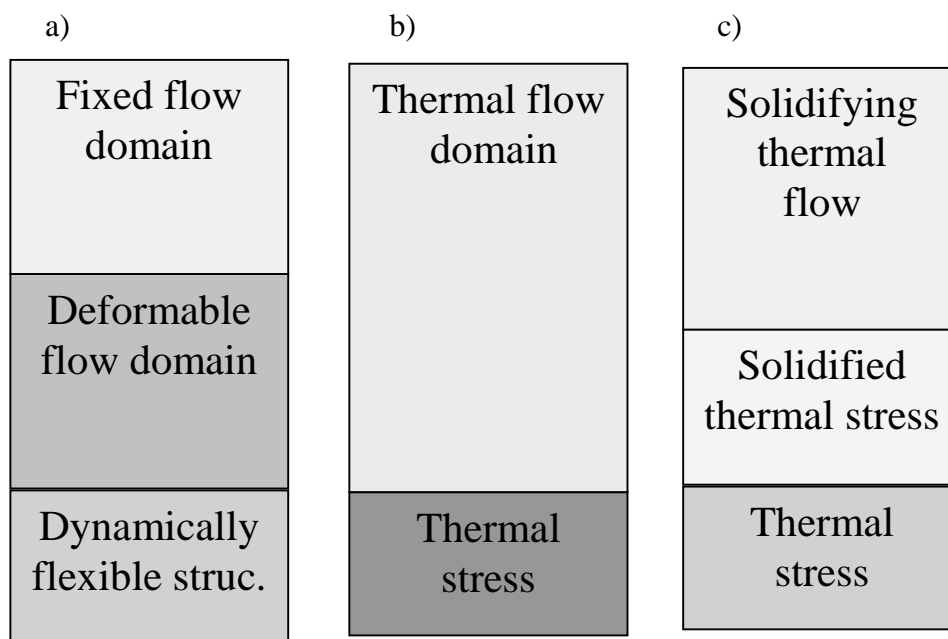 a)
Fixed flow
domain
Deformable
flow domain
Dynamically
flexible struc.
b)
Thermal flow
domain
Thermal
stress
c)
Solidifying
thermal
flow
Solidified
thermal stress
Thermal
stress